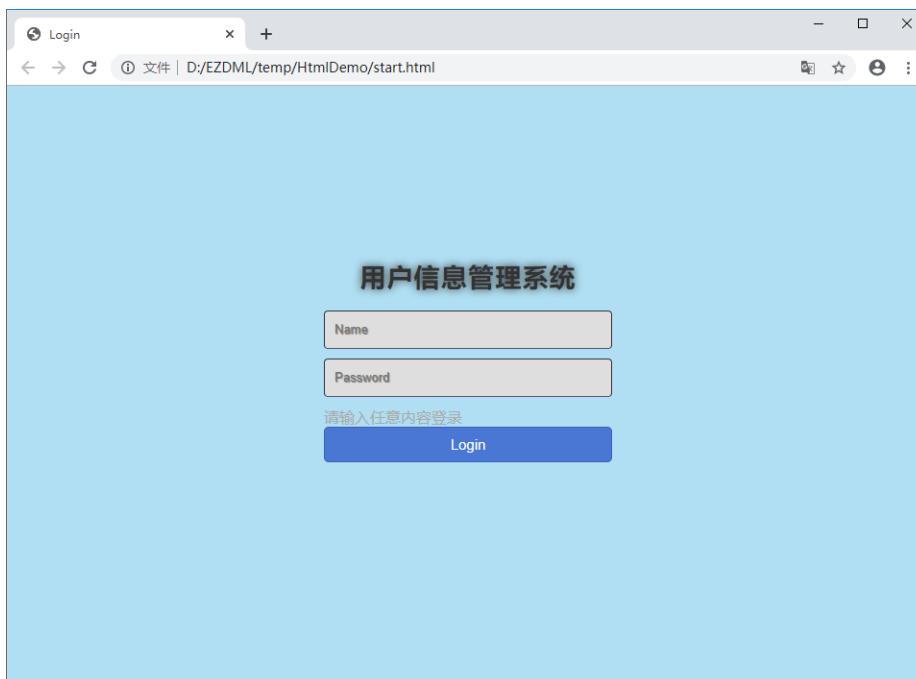 Login
文件 D:/EZDML/temp/HtmlDemo/start.html
用户信息管理系统
Name
Password
请输入任意内容登录
Login